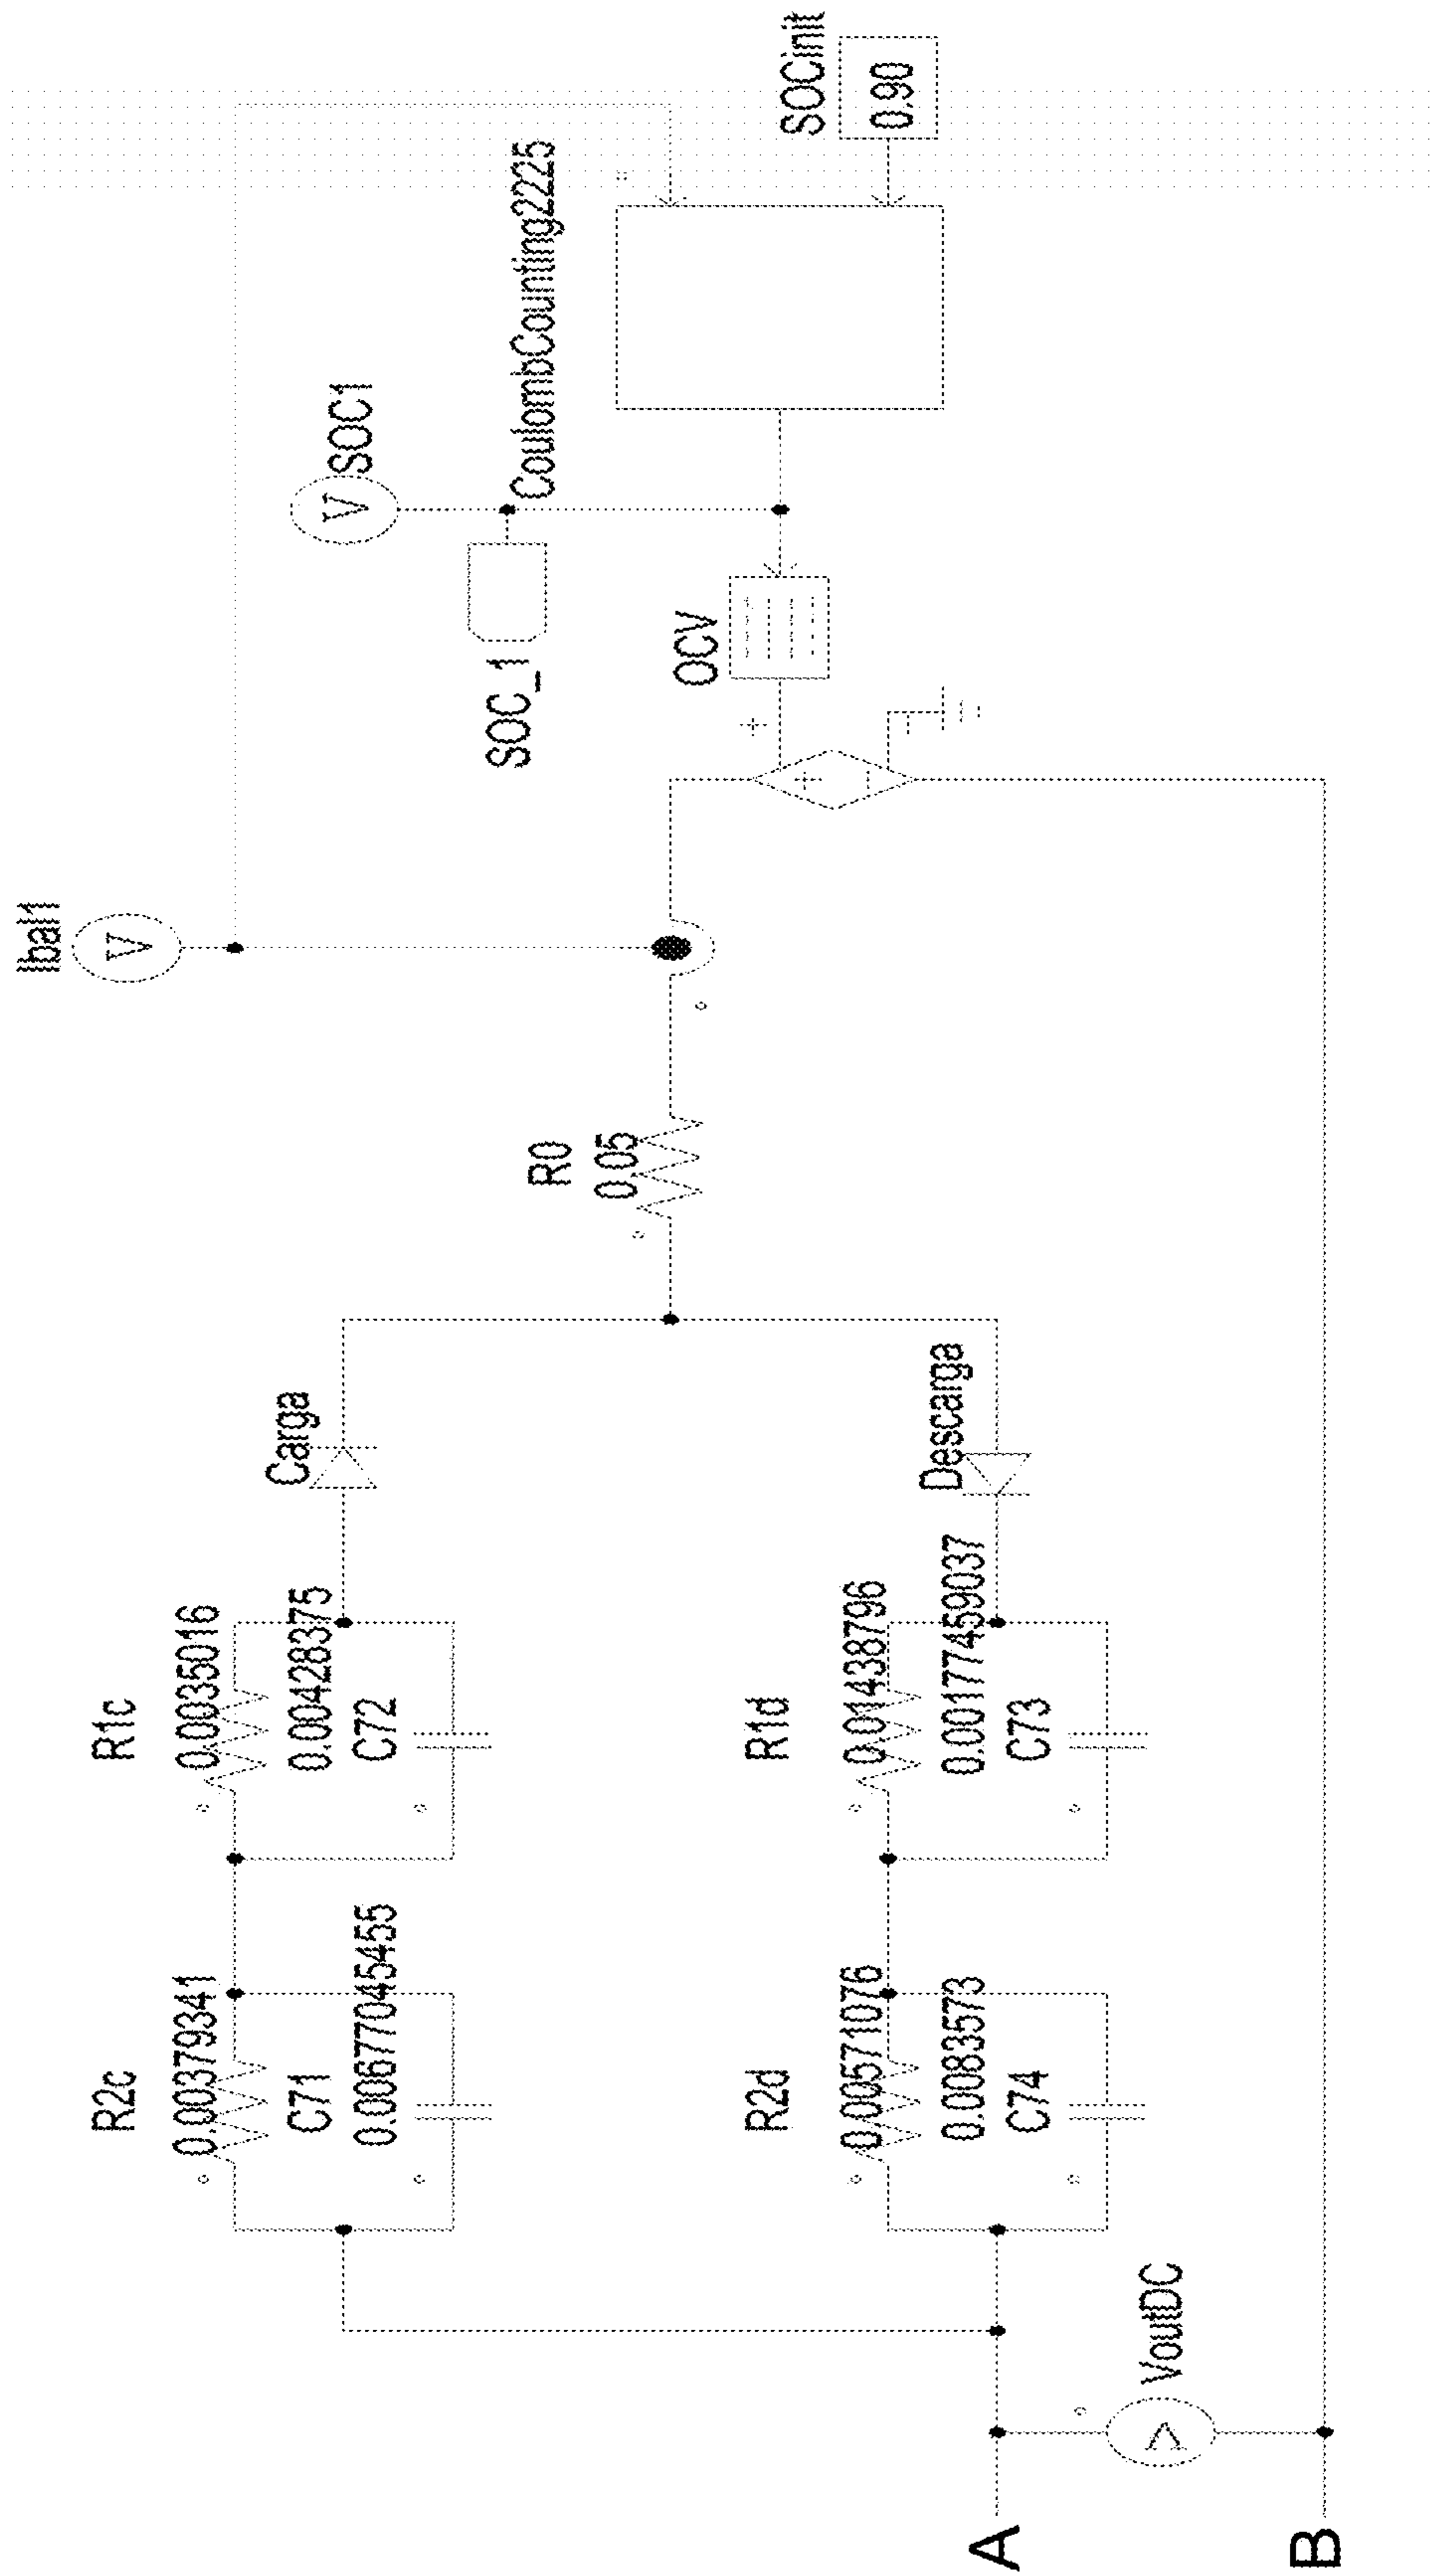 Ibal1
SOC1
V
V
SOC_1
CoulombCounting2225
SOCinit
0.90
OCV
R0
0.05
Carga
R1c
0.0035016
0.00428375
C72
R2c
0.00379341
C71
0.00677045455
Descarga
R1d
0.01438796
0.00177459037
C73
R2d
0.00571076
0.0083573
C74
VoutDC
V
A
B